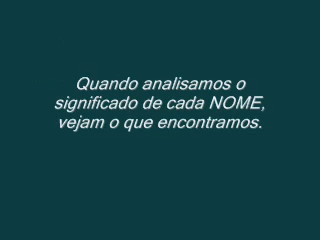 Quando analisamos o
significado de cada NOME,
vejam o que encontramos.